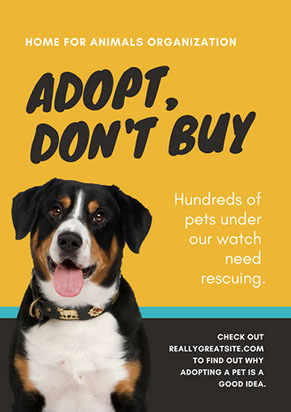 HOME FOR ANIMALS ORGANIZATION
ADOPT,
DON'T BUY
Hundreds of
pets under
our watch
need
rescuing.
CHECK OUT
REALLYGREATSITE.COM
TO FIND OUT WHY
ADOPTING A PET IS A
GOOD IDEA.